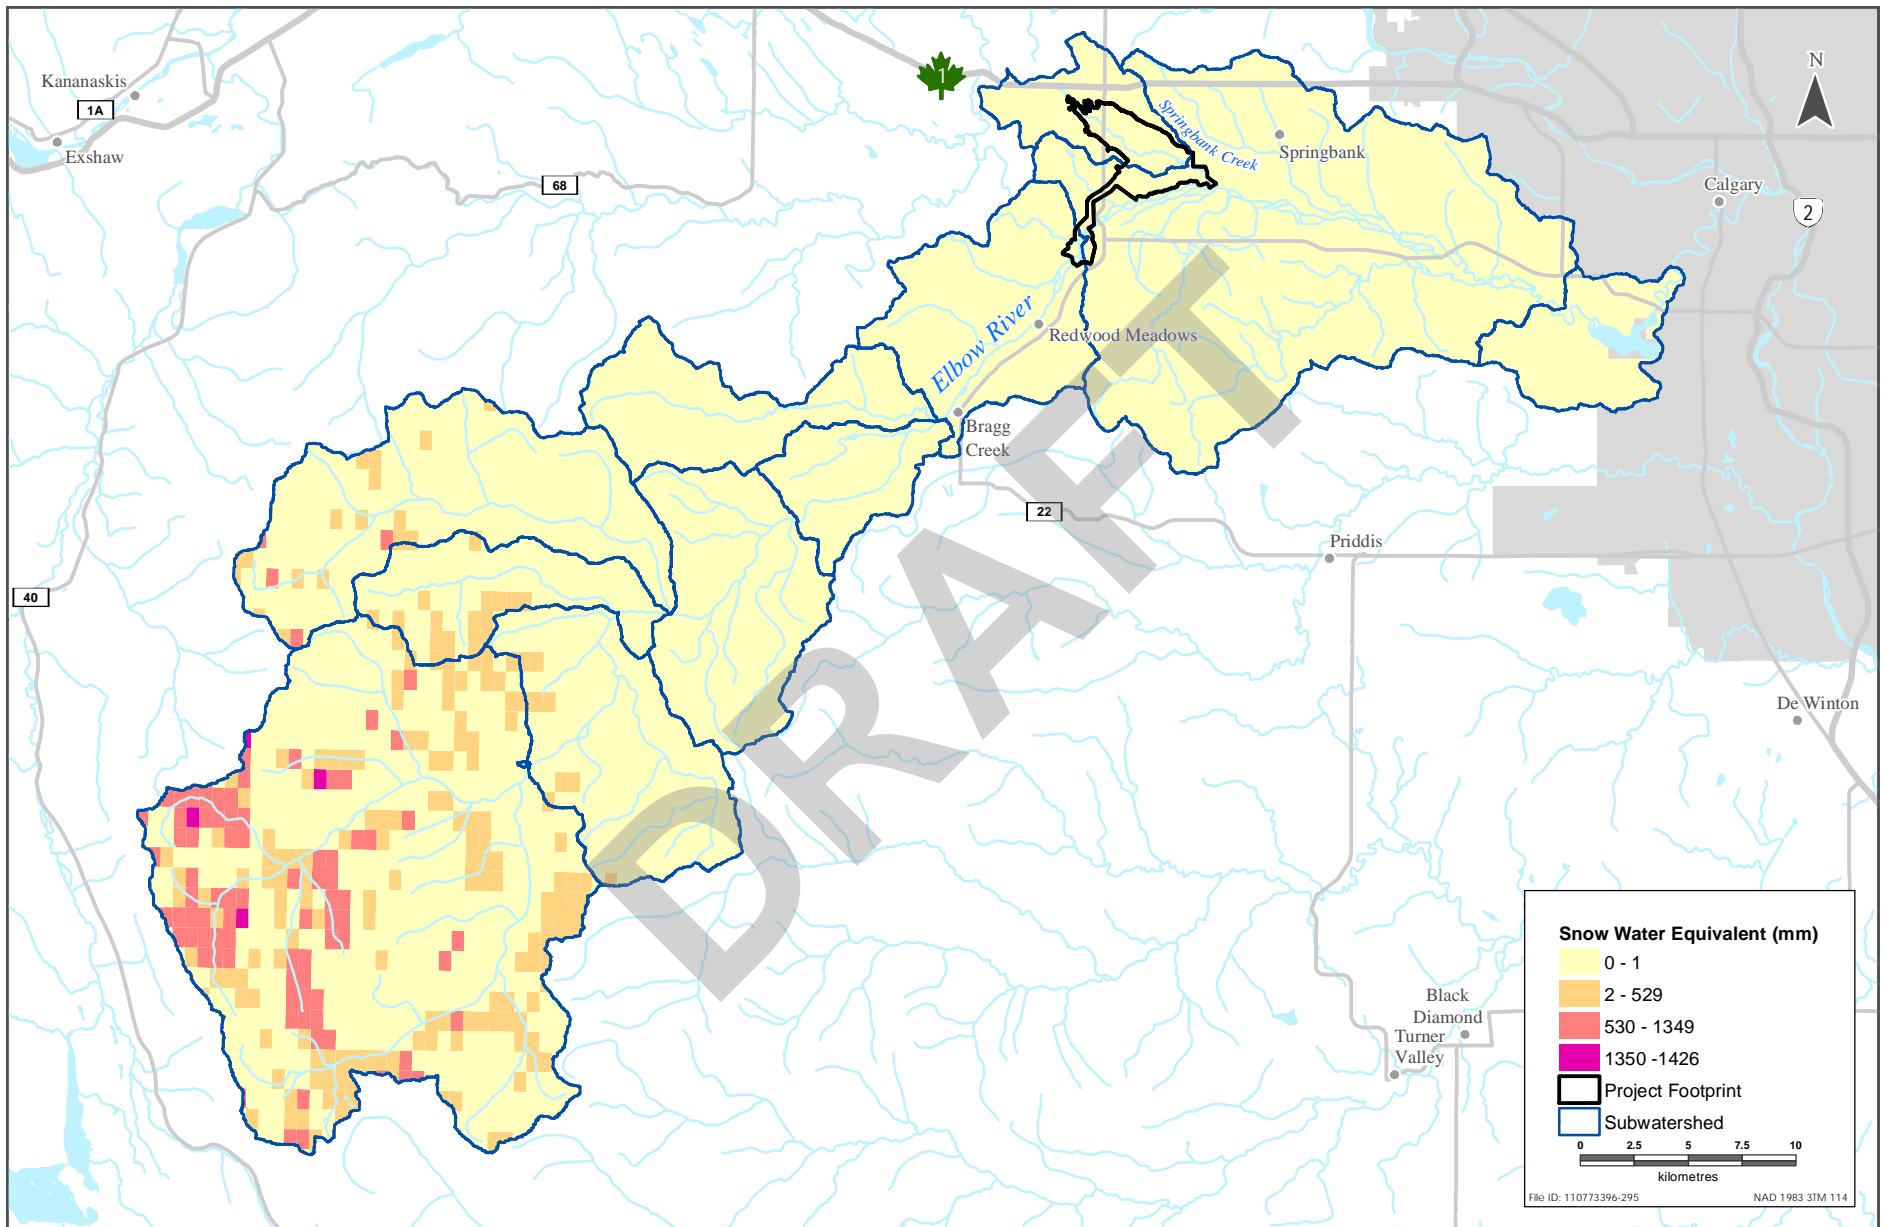 1
N
Kananaskis
1A
Exshaw
68
Springbank Creek
Springbank
Calgary
2
Elbow River
Redwood Meadows
Bragg
Creek
22
Priddis
40
De Winton
DRAFT
Black
Diamond
Turner
Valley
Snow Water Equivalent (mm)
0 - 1
2 - 529
530 - 1349
1350 -1426
Project Footprint
Subwatershed
0 2.5 5 7.5 10
kilometres
File ID: 110773396-295 NAD 1983 3TM 114